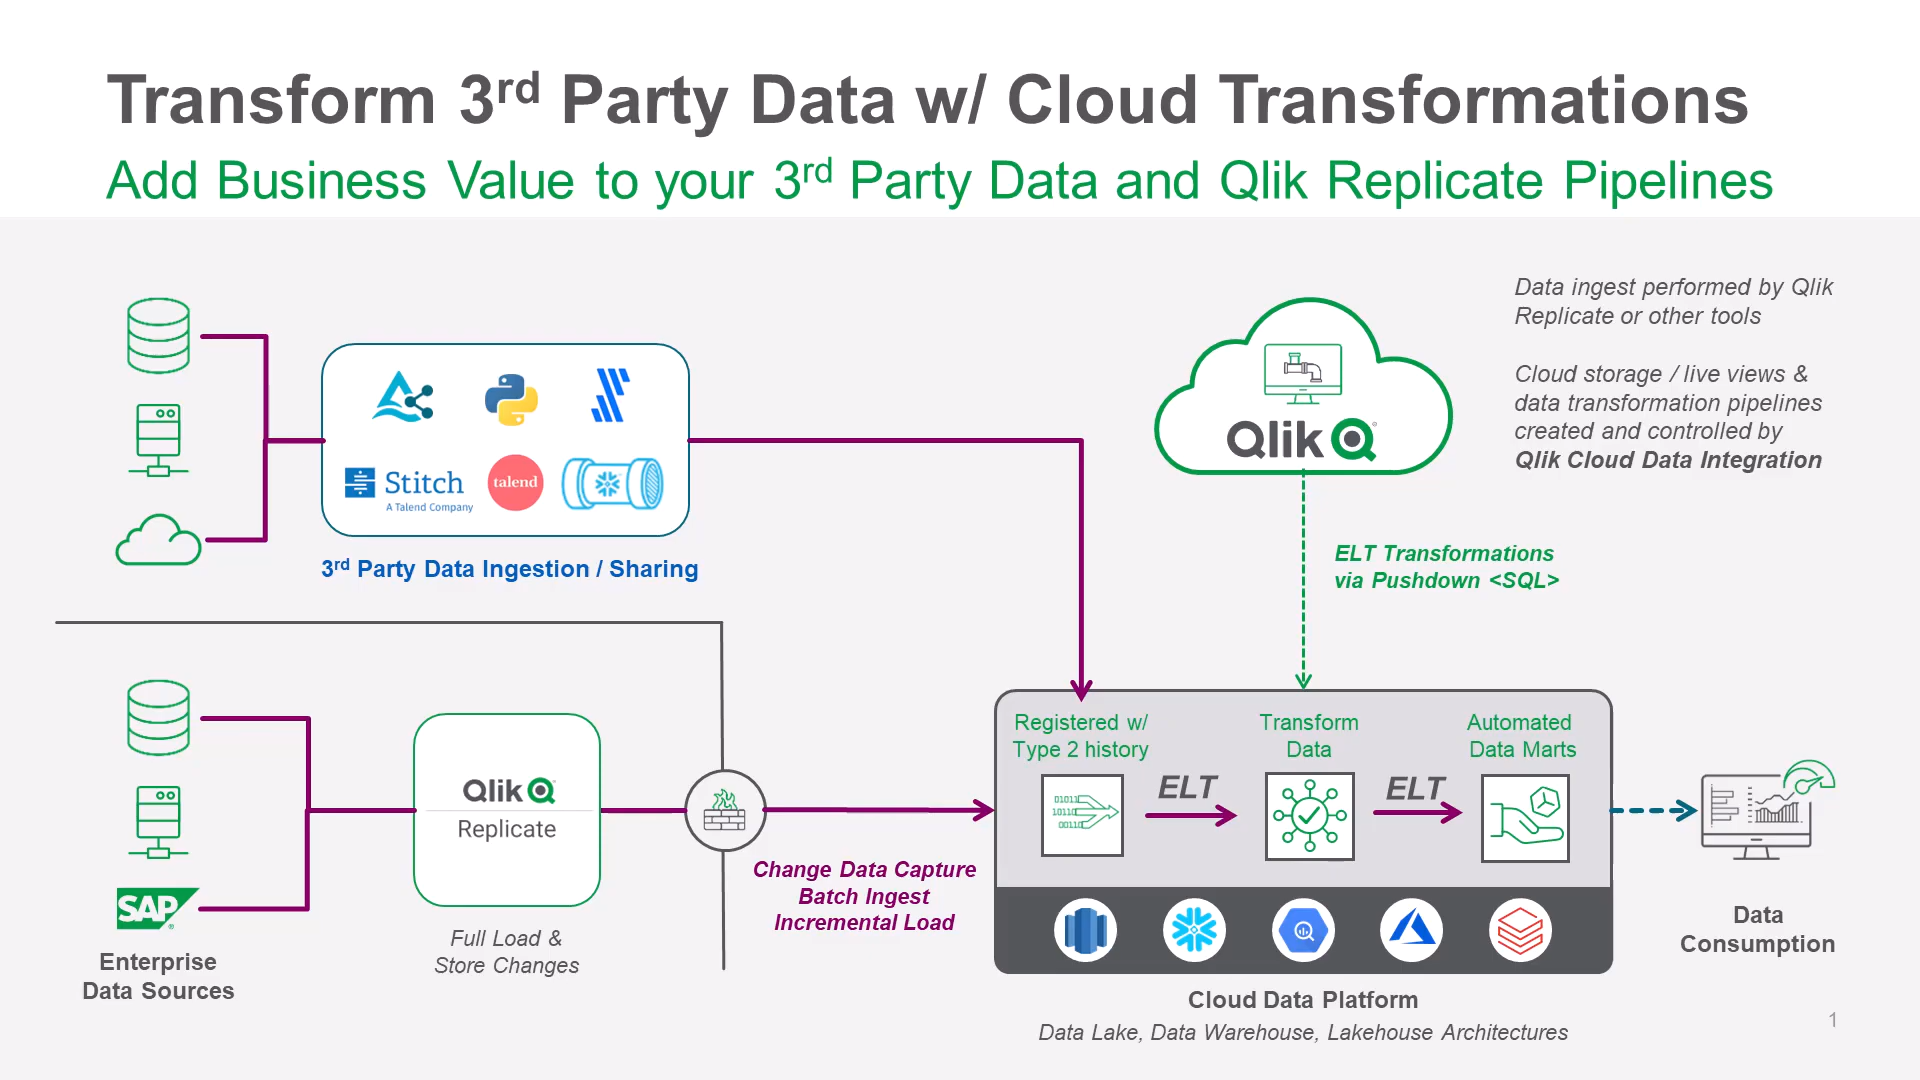 Transform 3rd Party Data w/ Cloud Transformations
Add Business Value to your 3rd Party Data and Qlik Replicate Pipelines
Data ingest performed by Qlik
Replicate or other tools
Cloud storage / live views &
data transformation pipelines
created and controlled by
Qlik Cloud Data Integration
Qlik
Stitch
A Talend Company
talend
3rd Party Data Ingestion / Sharing
ELT Transformations
via Pushdown <SQL>
Registered w/
Type 2 history
Transform
Data
Automated
Data Marts
01011
10110
00110
ELT
ELT
Qlik
Replicate
Change Data Capture
Batch Ingest
Incremental Load
SAP
Full Load &
Store Changes
Enterprise
Data Sources
Data
Consumption
Cloud Data Platform
Data Lake, Data Warehouse, Lakehouse Architectures
1